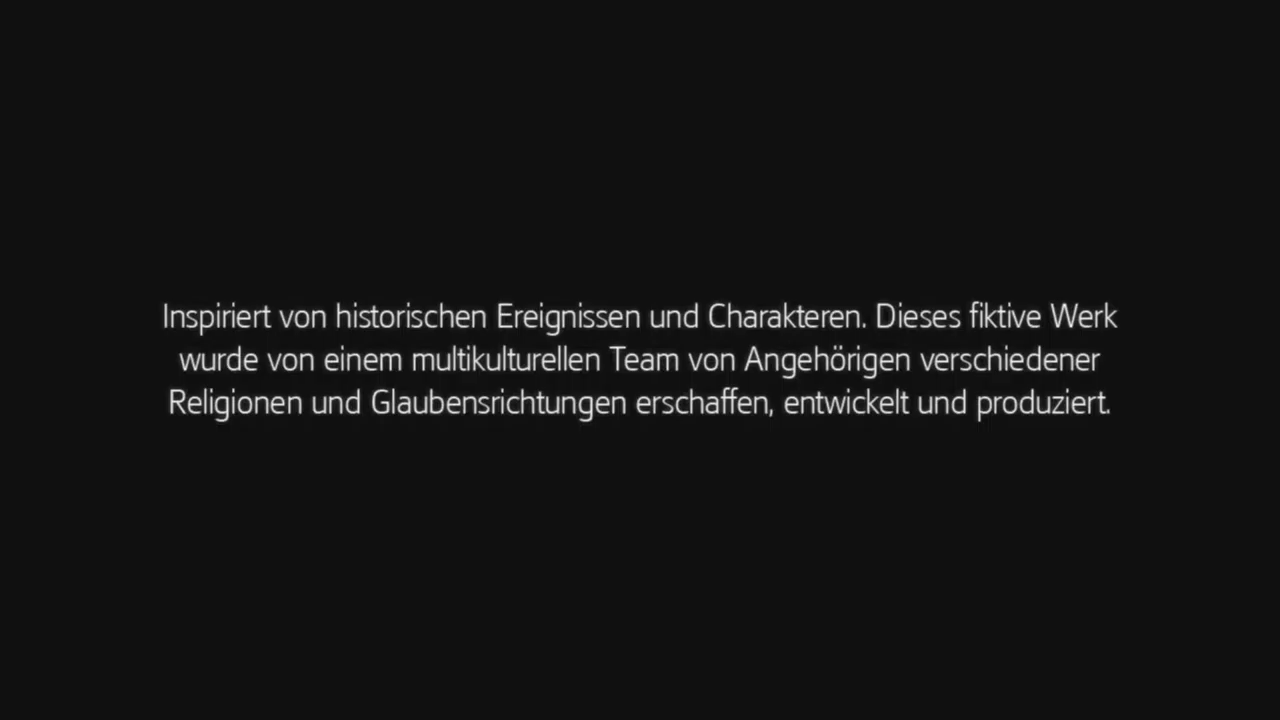 Inspiriert von historischen Ereignissen und Charakteren. Dieses fiktive Werk
wurde von einem multikulturellen Team von Angehörigen verschiedener
Religionen und Glaubensrichtungen erschaffen, entwickelt und produziert.